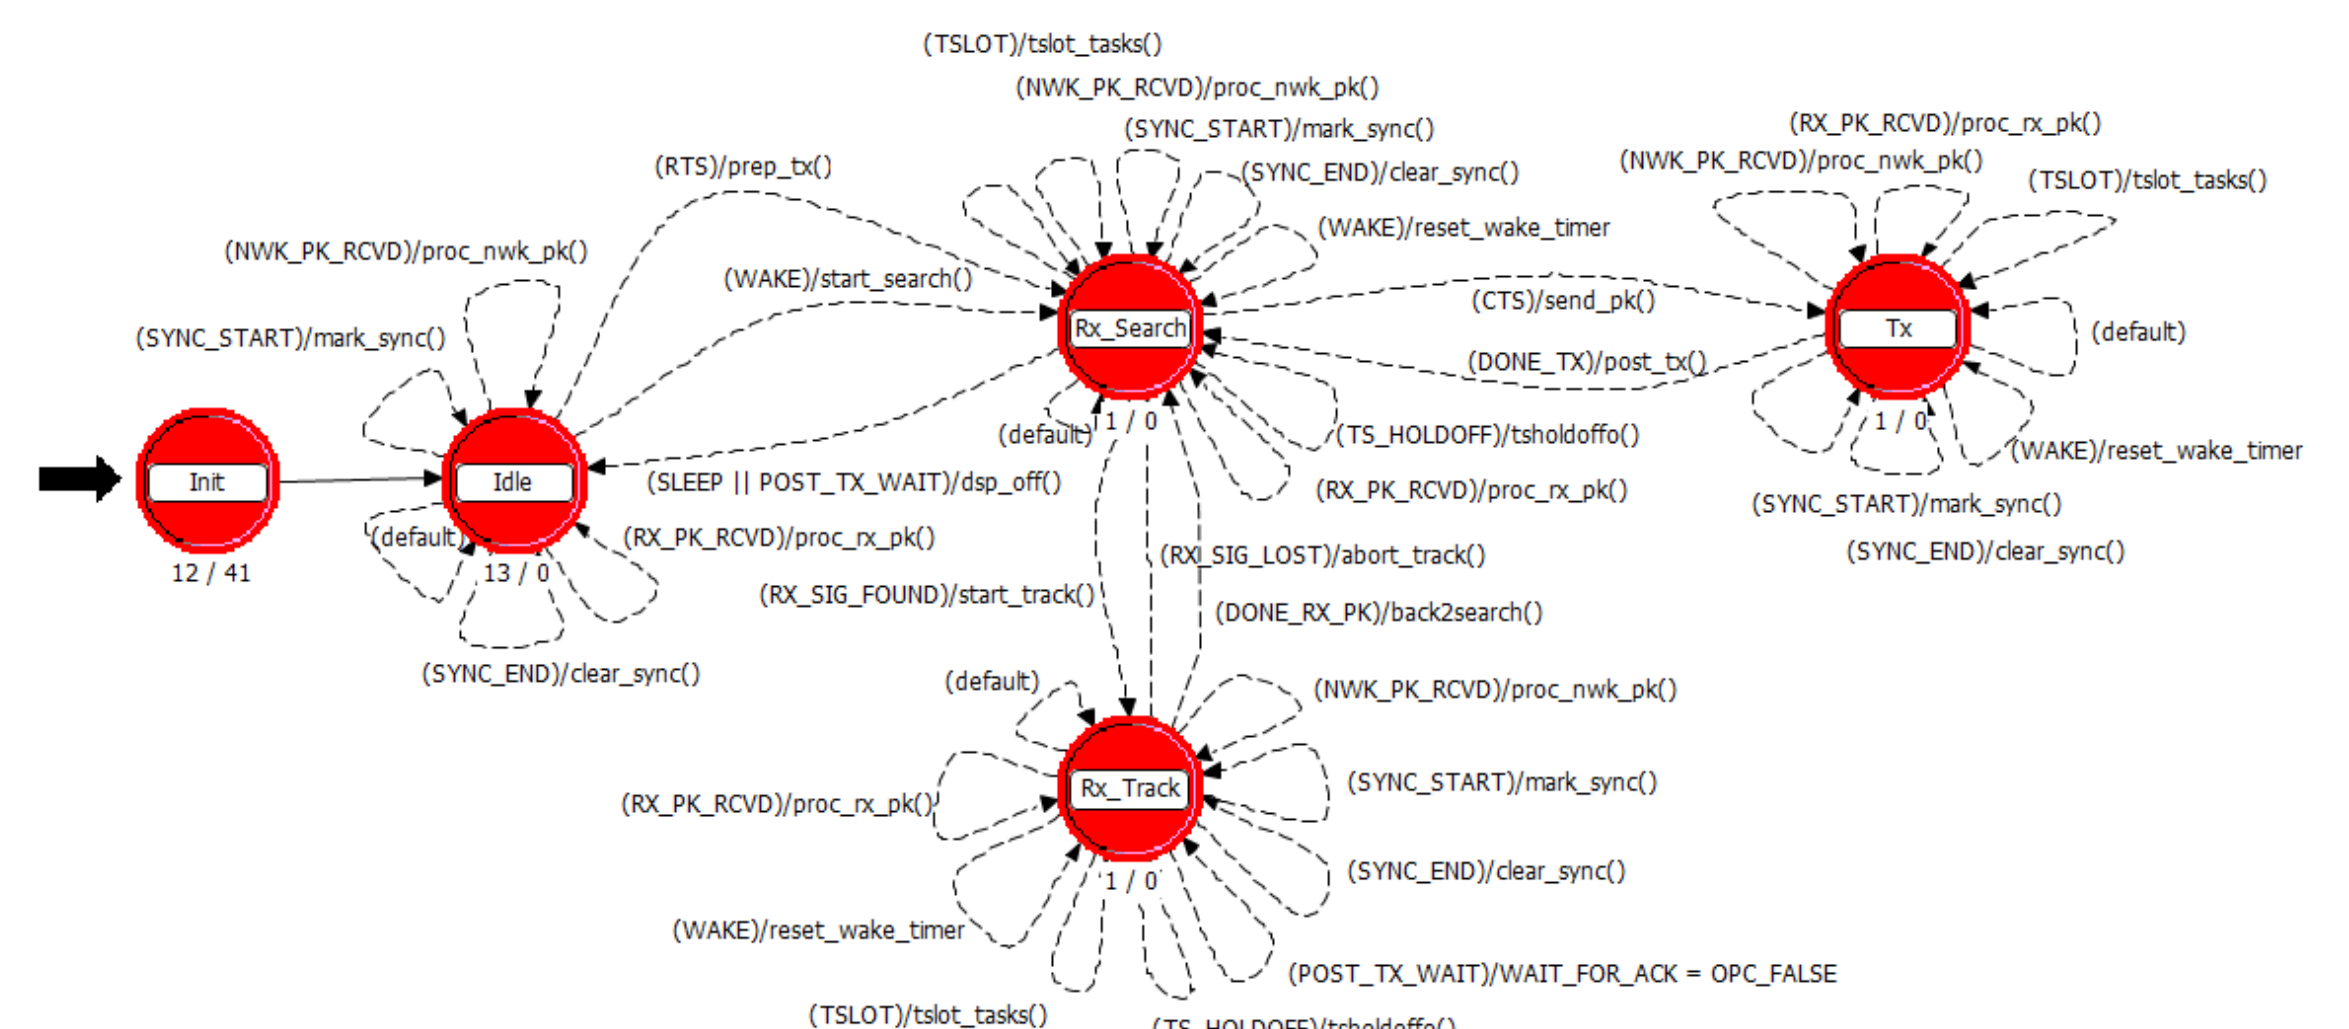 (TSLOT)/tslot_tasks()
(NWK_PK_RCVD)/proc_nwk_pk()
(SYNC_START)/mark_sync()
(RX_PK_RCVD)/proc_rx_pk()
(NWK_PK_RCVD)/proc_nwk_pk()
(RTS)/prep_tx()
(SYNC_END)/clear_sync()
(TSLOT)/tslot_tasks()
(WAKE)/reset_wake_timer
(NWK_PK_RCVD)/proc_nwk_pk()
(WAKE)/start_search()
(CTS)/send_pk()
(SYNC_START)/mark_sync()
Rx_Search
Tx
(default)
(DONE_TX)/post_tx()
1 / 0
1 / 0
(default)
(TS_HOLDOFF)/tsholdoffo()
(WAKE)/reset_wake_timer
Init
Idle
(SLEEP || POST_TX_WAIT)/dsp_off()
(RX_PK_RCVD)/proc_rx_pk()
(SYNC_START)/mark_sync()
(default)
(RX_PK_RCVD)/proc_rx_pk()
(SYNC_END)/clear_sync()
(RX_SIG_LOST)/abort_track()
12 / 41
13 / 0
(RX_SIG_FOUND)/start_track()
(DONE_RX_PK)/back2search()
(SYNC_END)/clear_sync()
(default)
(NWK_PK_RCVD)/proc_nwk_pk()
Rx_Track
(SYNC_START)/mark_sync()
(RX_PK_RCVD)/proc_rx_pk()
(SYNC_END)/clear_sync()
1 / 0
(WAKE)/reset_wake_timer
(POST_TX_WAIT)/WAIT_FOR_ACK = OPC_FALSE
(TSLOT)/tslot_tasks()
(TS_HOLDOFF)/tsholdoffo()